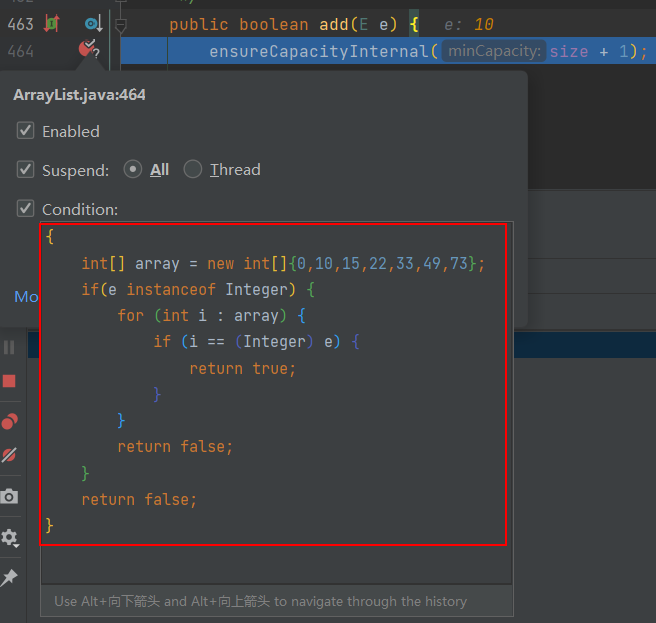 463 public boolean add(E e) { e: 10
464 ensureCapacityInternal( minCapacity: size + 1);
ArrayList.java:464
Enabled
Suspend: All Thread
Condition:
{
int[] array = new int[]{0,10,15,22,33,49,73};
if(e instanceof Integer) {
for (int i : array) {
if (i == (Integer) e) {
return true;
}
}
return false;
}
return false;
}
Mo
Use Alt+向下箭头 and Alt+向上箭头 to navigate through the history